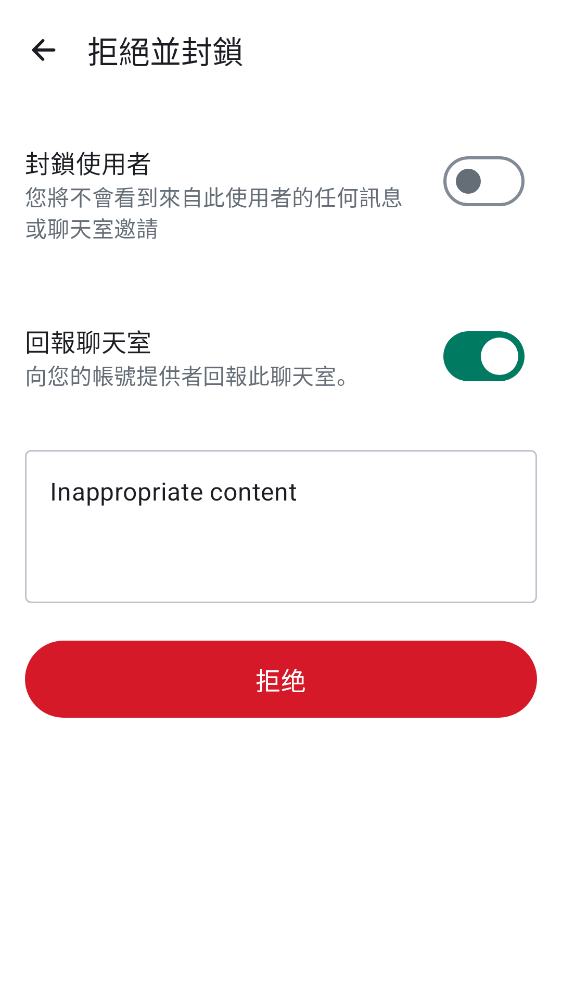 拒絕並封鎖
封鎖使用者
您將不會看到來自此使用者的任何訊息
或聊天室邀請
回報聊天室
向您的帳號提供者回報此聊天室。
Inappropriate content
拒绝